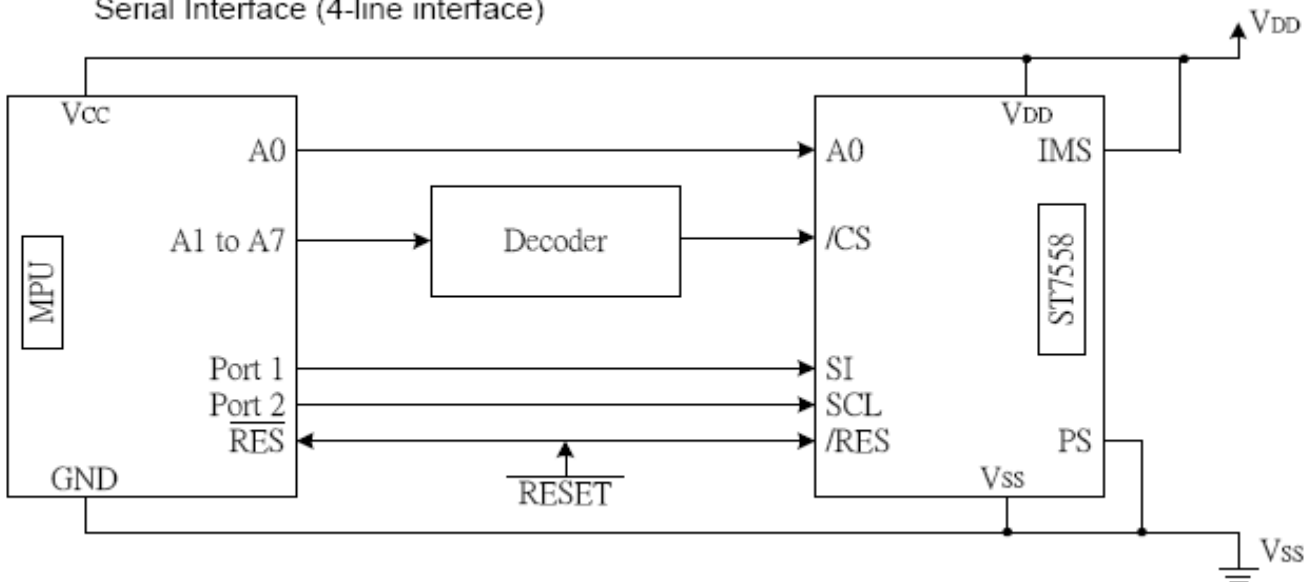 Serial Interface (4-line interface)
VDD
Vcc
VDD
A0
A0
IMS
A1 to A7
Decoder
/CS
MPU
ST7558
Port 1
SI
Port 2
SCL
RES
/RES
PS
RESET
GND
Vss
Vss